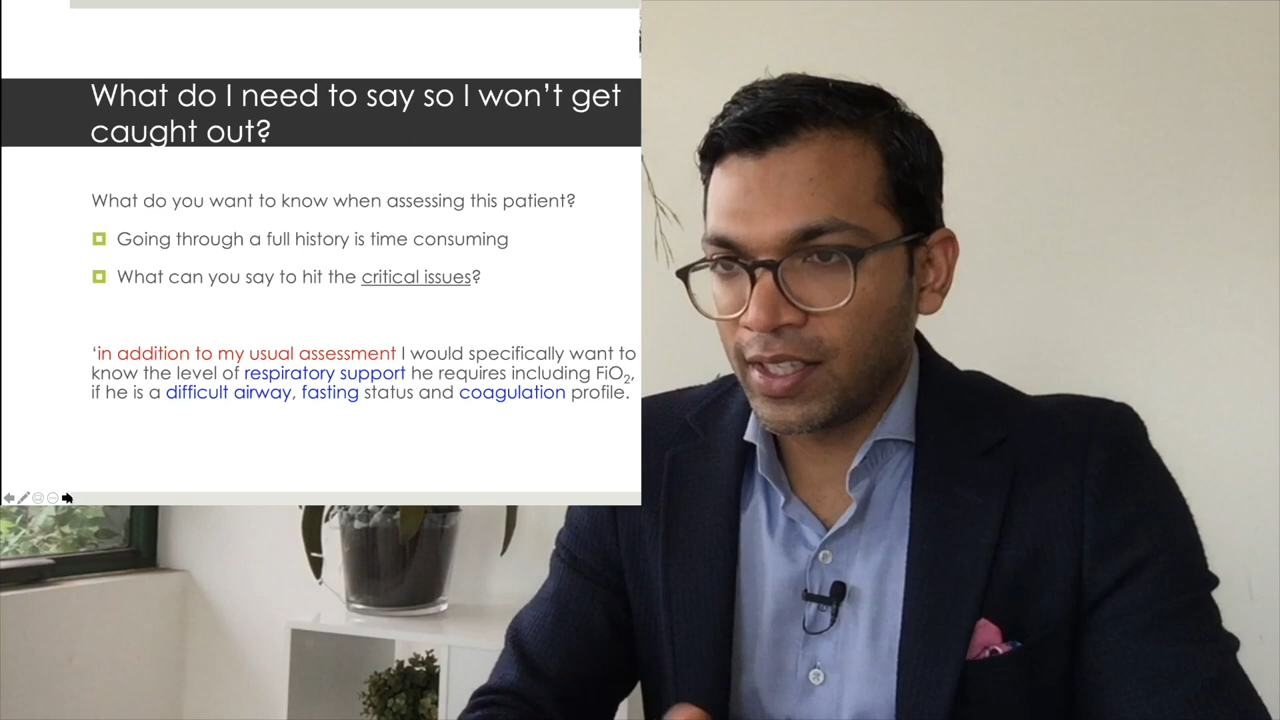 What do I need to say so I won't get
caught out?
What do you want to know when assessing this patient?
Going through a full history is time consuming
What can you say to hit the critical issues?
‘in addition to my usual assessment I would specifically want to
know the level of respiratory support he requires including FiO₂,
if he is a difficult airway, fasting status and coagulation profile.